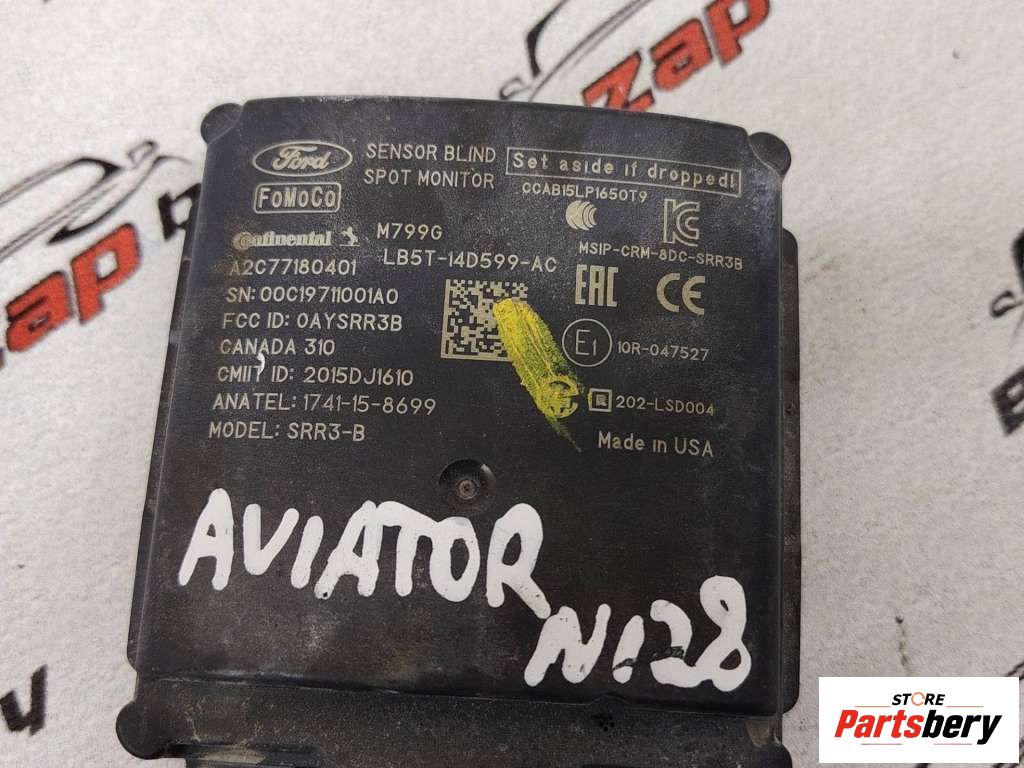 Zap
Zap b
Ford
FoMoCo
SENSOR BLIND
SPOT MONITOR
Set aside if dropped!
CCAB15LP1650T9
MSIP-CRM-8DC-SRR3B
Continental
M799G
A2C77180401
LB5T-14D599-AC
SN: 00C19711001A0
FCC ID: OAYSRR3B
CANADA 310
CMIIT ID: 2015DJ1610
ANATEL: 1741-15-8699
MODEL: SRR3-B
EAC
CE
E1
10R-047527
R 202-LSD004
Made in USA
AVIATOR
N128
STORE
Partsbery